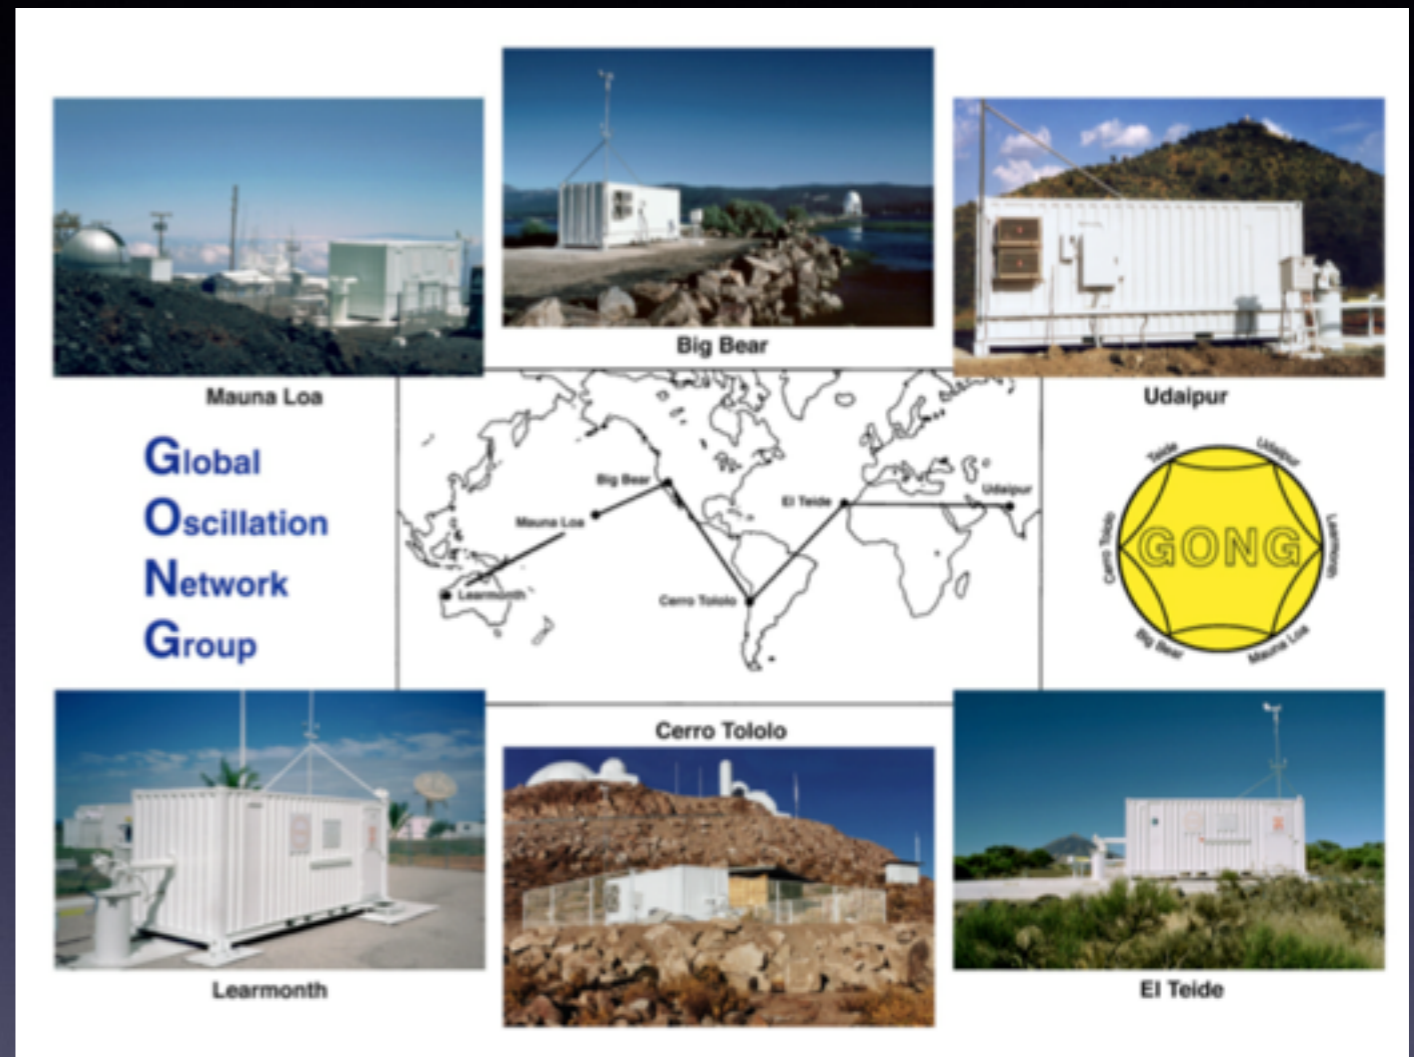 Big Bear
Mauna Loa
Udaipur
Global
Oscillation
Network
Group
Big Bear
Mauna Loa
Learmonth
Cerro Tololo
El Teide
Udaipur
Teide
Udaipur
Cerro Tololo
GONG
Learmonth
Big Bear
Mauna Loa
Cerro Tololo
Learmonth
El Teide